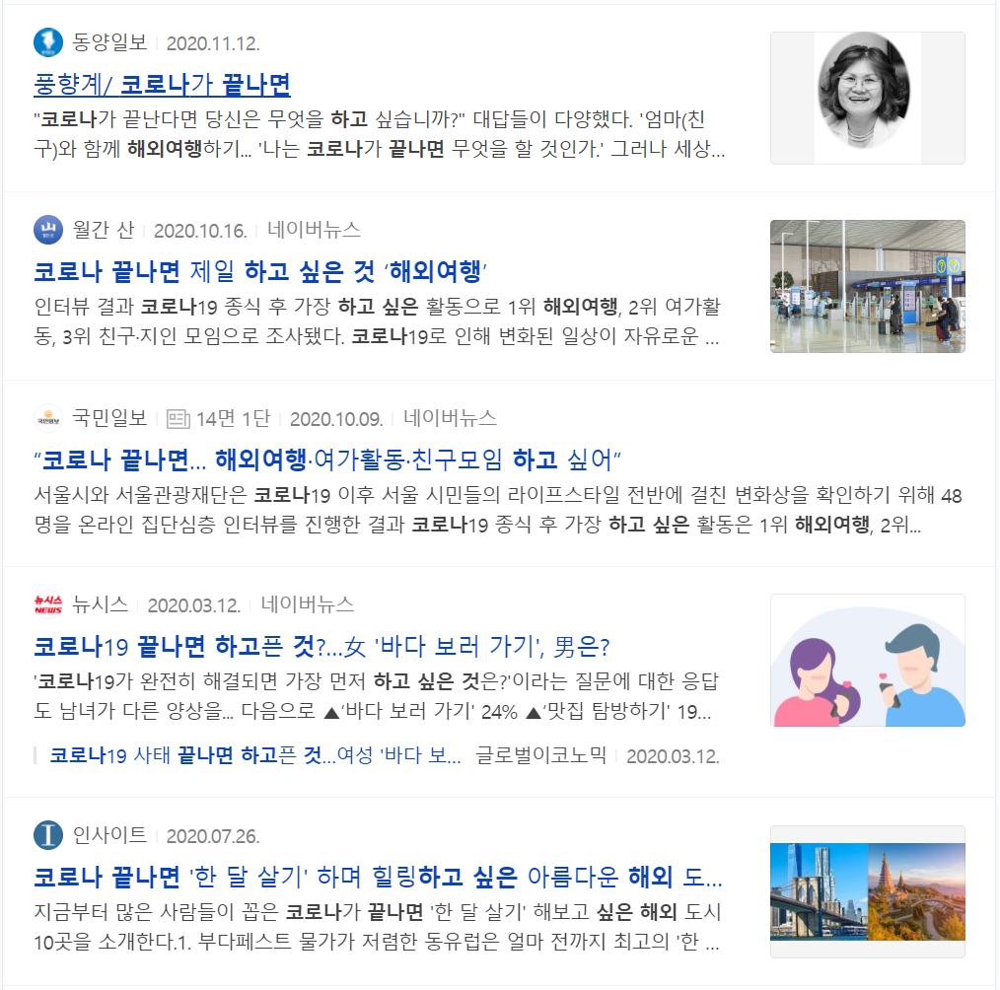 동양일보 2020.11.12.
풍향계/ 코로나가 끝나면
"코로나가 끝난다면 당신은 무엇을 하고 싶습니까?" 대답들이 다양했다. '엄마(친
구)와 함께 해외여행하기... '나는 코로나가 끝나면 무엇을 할 것인가.' 그러나 세상...
월간 산 2020.10.16. 네이버뉴스
코로나 끝나면 제일 하고 싶은 것 ‘해외여행’
인터뷰 결과 코로나19 종식 후 가장 하고 싶은 활동으로 1위 해외여행, 2위 여가활
동, 3위 친구·지인 모임으로 조사됐다. 코로나19로 인해 변화된 일상이 자유로운 ...
국민일보 14면 1단 2020.10.09. 네이버뉴스
“코로나 끝나면... 해외여행·여가활동·친구모임 하고 싶어”
서울시와 서울관광재단은 코로나19 이후 서울 시민들의 라이프스타일 전반에 걸친 변화상을 확인하기 위해 48
명을 온라인 집단심층 인터뷰를 진행한 결과 코로나19 종식 후 가장 하고 싶은 활동은 1위 해외여행, 2위...
뉴시스 NEWS 뉴시스 2020.03.12. 네이버뉴스
코로나19 끝나면 하고픈 것?...女 '바다 보러 가기', 男은?
'코로나19가 완전히 해결되면 가장 먼저 하고 싶은 것은?'이라는 질문에 대한 응답
도 남녀가 다른 양상을... 다음으로 ▲'바다 보러 가기' 24% ▲'맛집 탐방하기' 19...
코로나19 사태 끝나면 하고픈 것...여성 '바다 보... 글로벌이코노믹 2020.03.12.
인사이트 2020.07.26.
코로나 끝나면 '한 달 살기' 하며 힐링하고 싶은 아름다운 해외 도...
지금부터 많은 사람들이 꼽은 코로나가 끝나면 '한 달 살기' 해보고 싶은 해외 도시
10곳을 소개한다.1. 부다페스트 물가가 저렴한 동유럽은 얼마 전까지 최고의 '한 ...